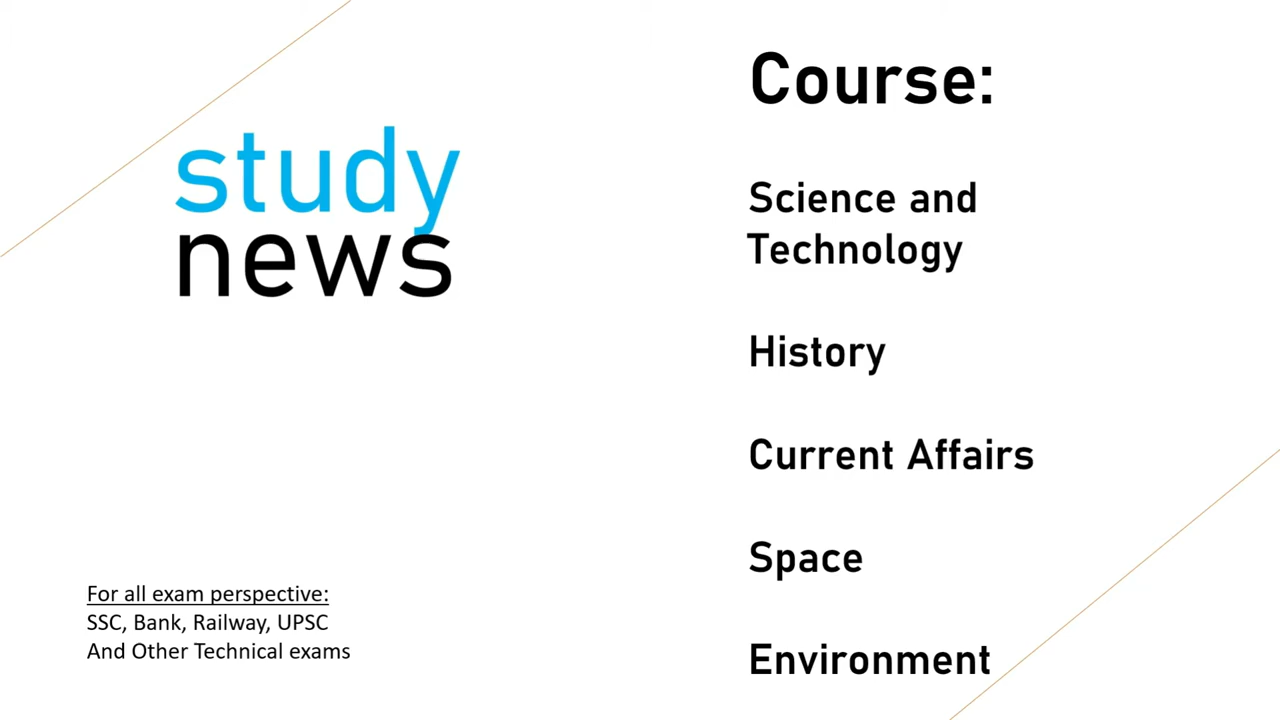 study
news
For all exam perspective:
SSC, Bank, Railway, UPSC
And Other Technical exams
Course:
Science and
Technology
History
Current Affairs
Space
Environment